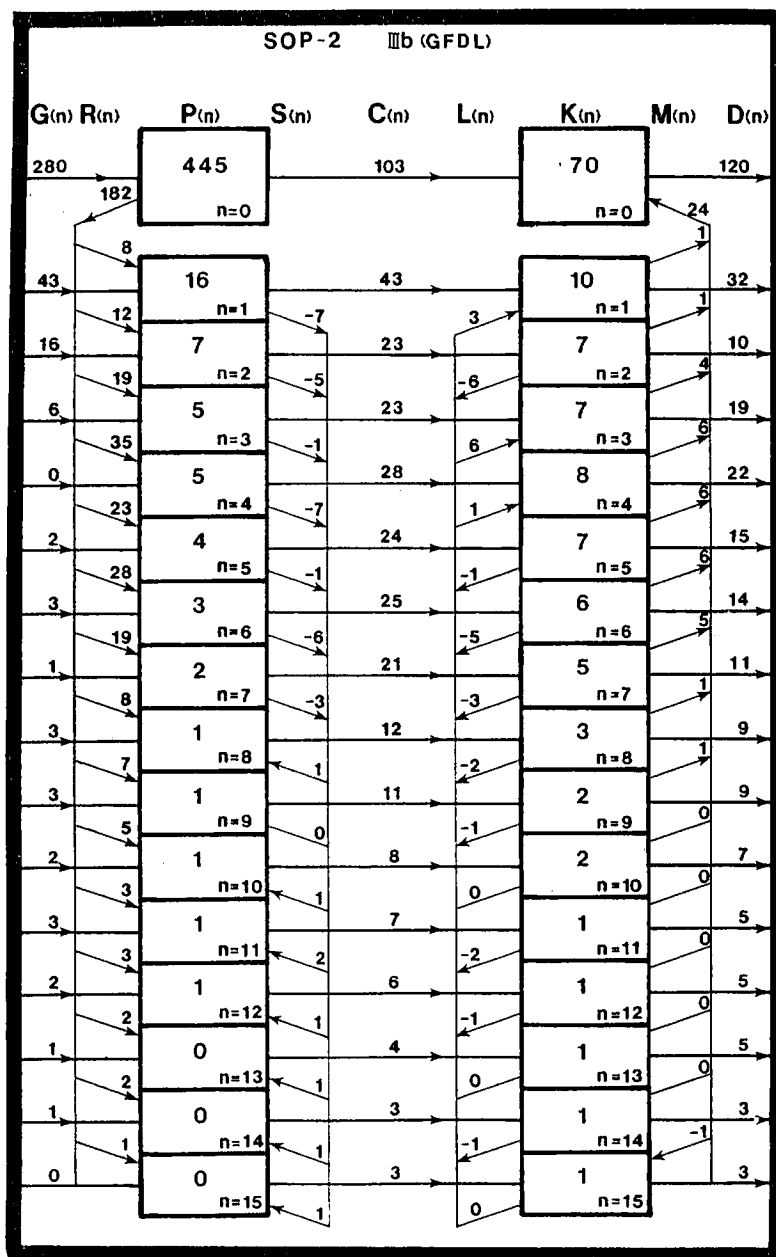 SOP-2 Ⅲb (GFDL)
G(n) R(n) P(n) S(n) C(n) L(n) K(n) M(n) D(n)
280 445 103 70 120
182 n=0 n=0 24
8 1
43 16 43 10 32
12 n=1 -7 3 n=1 1
16 7 23 7 10
19 n=2 -5 -6 n=2 4
6 5 23 7 19
35 n=3 -1 6 n=3 6
0 5 28 8 22
23 n=4 -7 1 n=4 6
2 4 24 7 15
28 n=5 -1 -1 n=5 6
3 3 25 6 14
19 n=6 -6 -5 n=6 5
1 2 21 5 11
8 n=7 -3 -3 n=7 1
3 1 12 3 9
7 n=8 1 -2 n=8 1
3 1 11 2 9
5 n=9 0 -1 n=9 0
2 1 8 2 7
3 n=10 1 0 n=10 0
3 1 7 1 5
3 n=11 2 -2 n=11 0
2 1 6 1 5
2 n=12 1 -1 n=12 0
1 0 4 1 5
2 n=13 1 0 n=13 0
1 0 3 1 3
1 n=14 1 -1 n=14 -1
0 0 3 1 3
n=15 1 0 n=15